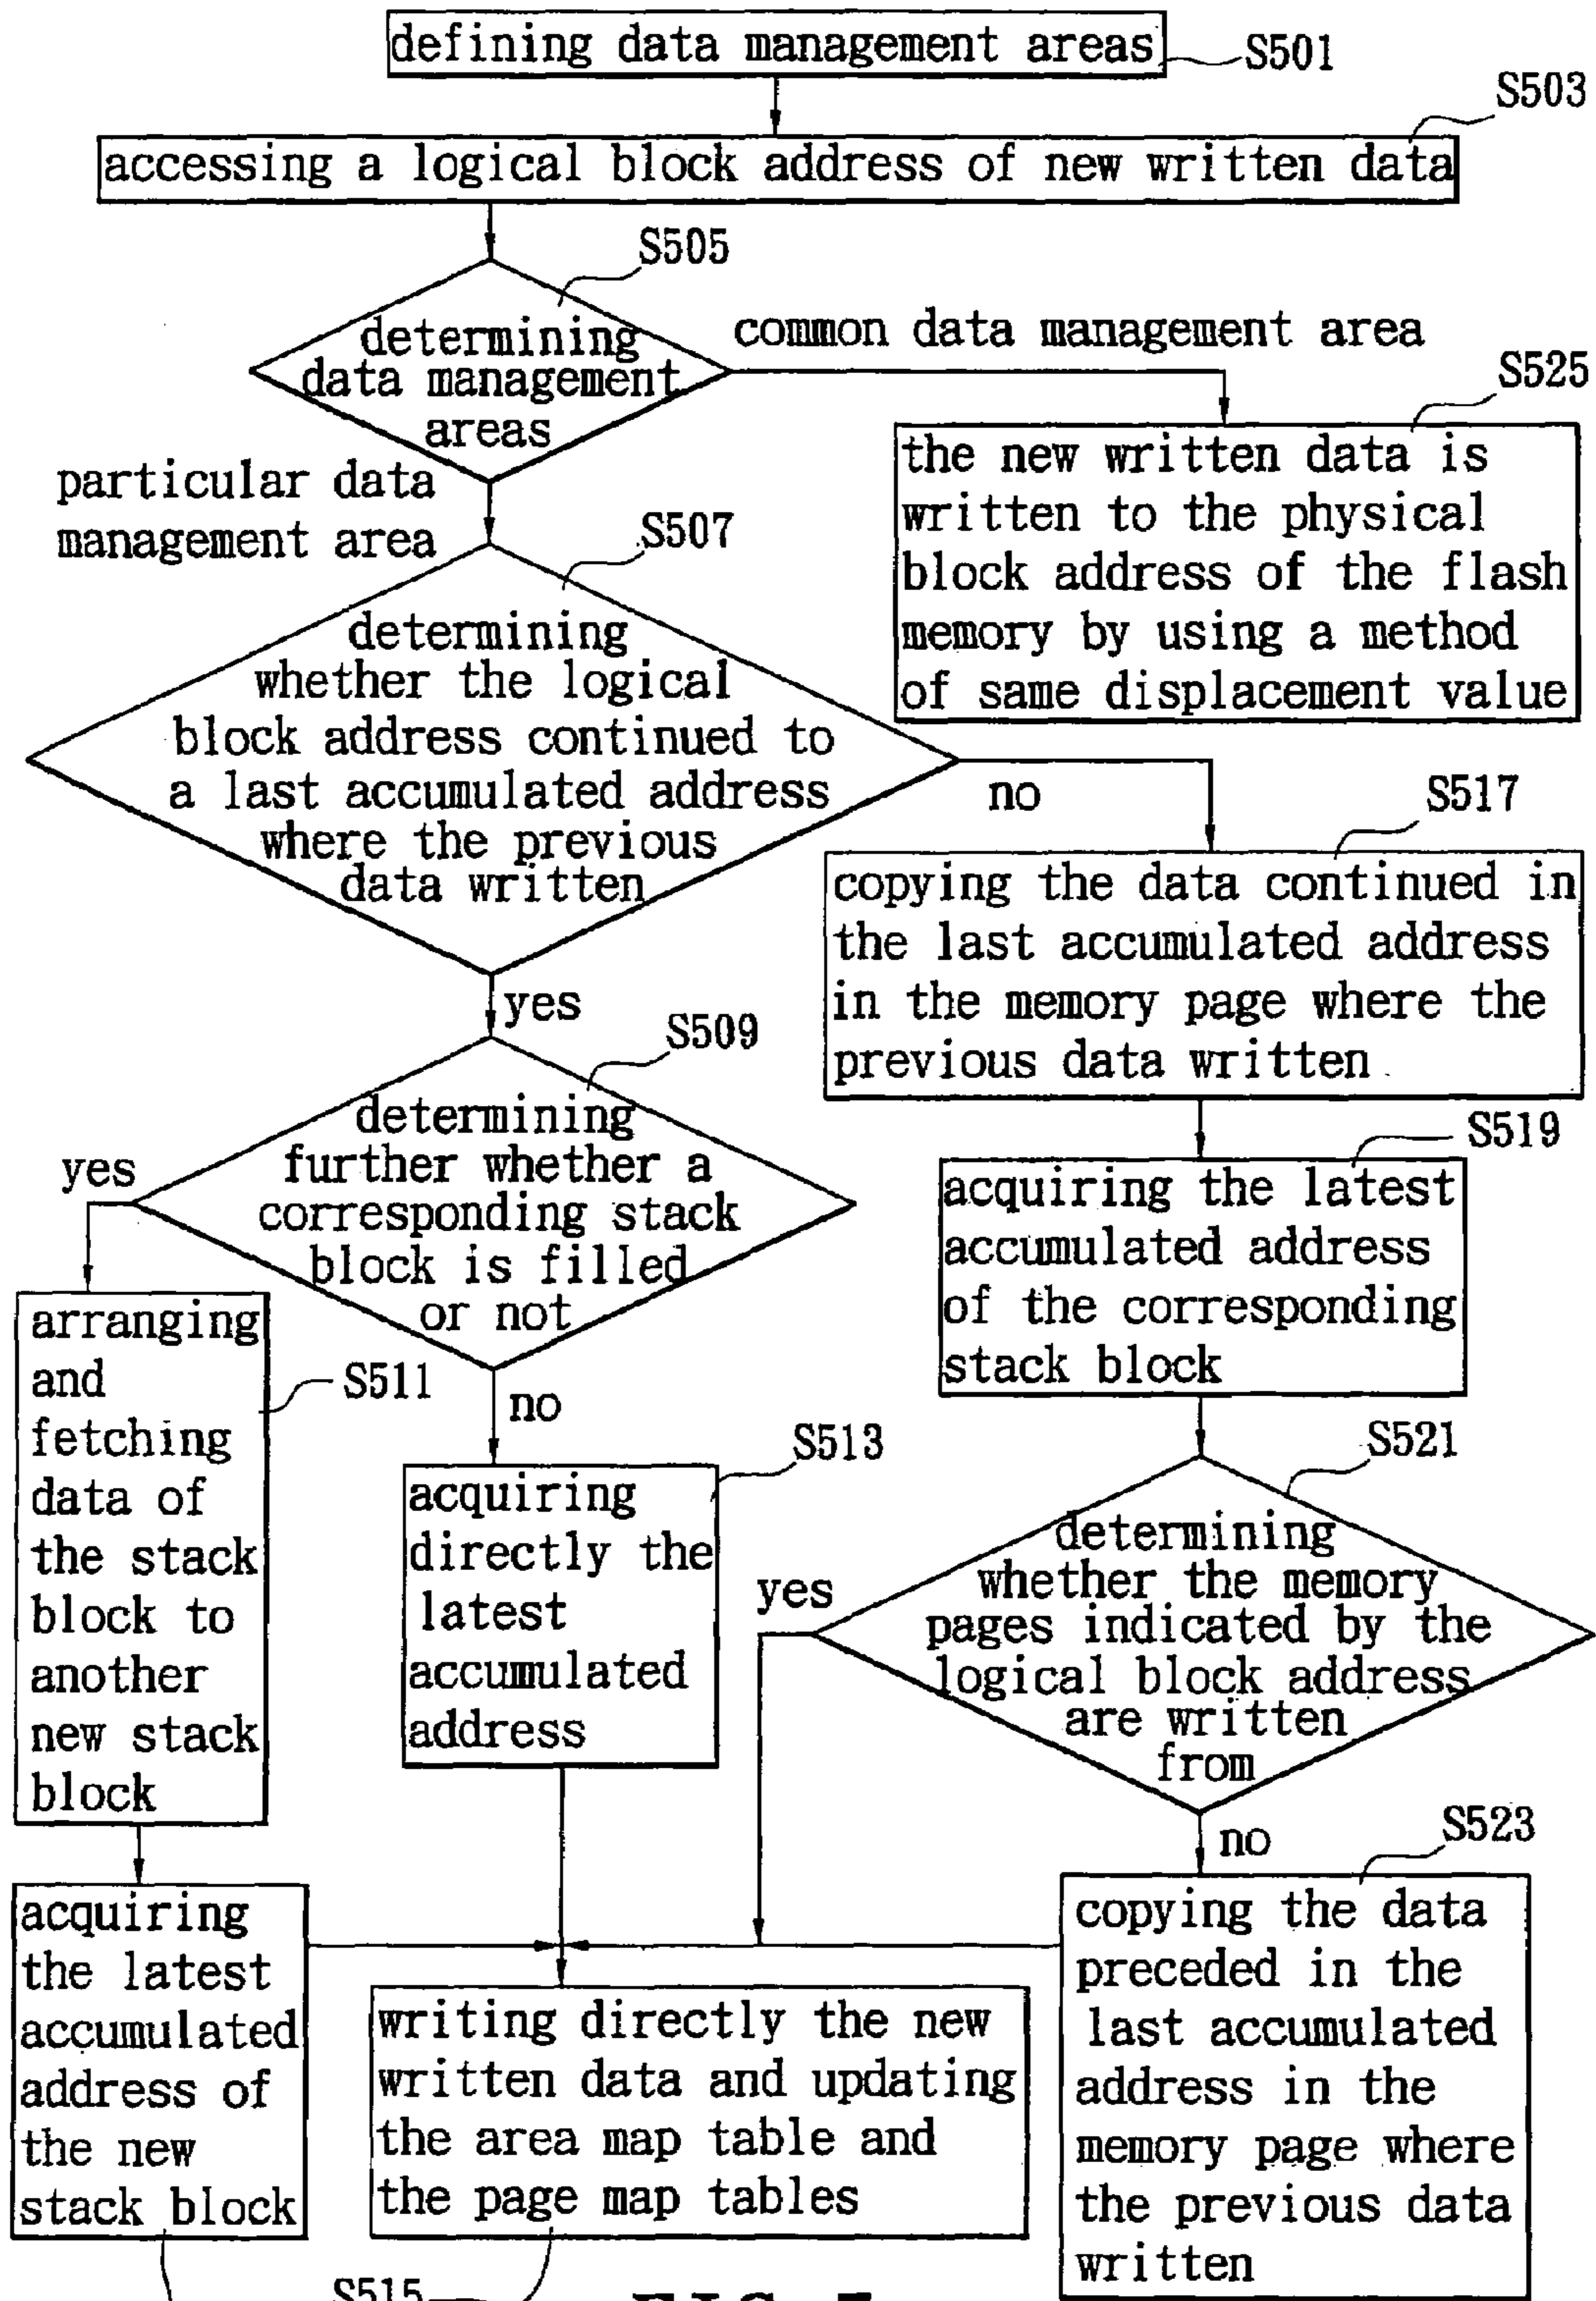 defining data management areas
S501
S503
accessing a logical block address of new written data
S505
determining
data management
areas
common data management area
S525
the new written data is
written to the physical
block address of the flash
memory by using a method
of same displacement value
particular data
management area
S507
determining
whether the logical
block address continued to
a last accumulated address
where the previous
data written
no
S517
copying the data continued in
the last accumulated address
in the memory page where the
previous data written
yes
S509
determining
further whether a
corresponding stack
block is filled
or not
yes
S519
acquiring the latest
accumulated address
of the corresponding
stack block
arranging
and
fetching
data of
the stack
block to
another
new stack
block
S511
no
S513
acquiring
directly the
latest
accumulated
address
S521
determining
whether the memory
pages indicated by the
logical block address
are written
from
yes
no
S523
copying the data
preceded in the
last accumulated
address in the
memory page where
the previous data
written
acquiring
the latest
accumulated
address of
the new
stack block
writing directly the new
written data and updating
the area map table and
the page map tables
S515